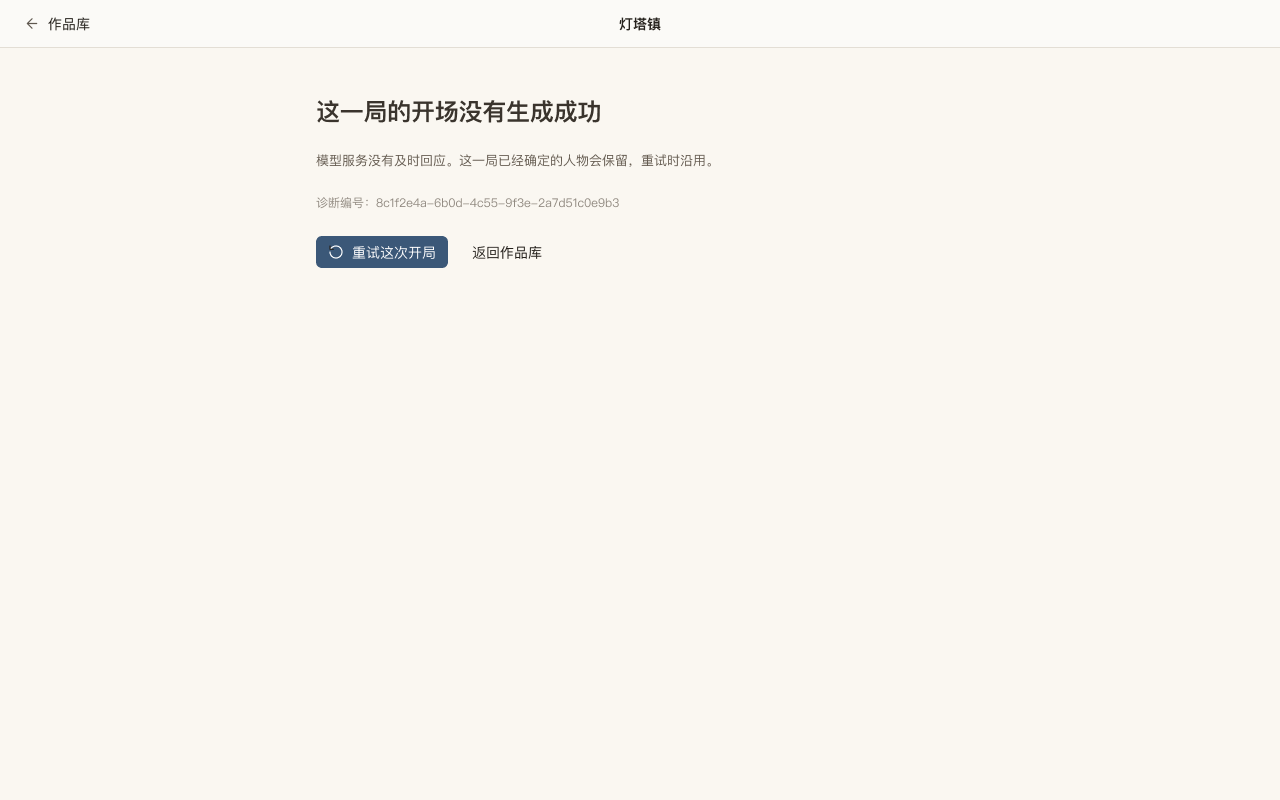 作品库
灯塔镇
这一局的开场没有生成成功
模型服务没有及时回应。这一局已经确定的人物会保留，重试时沿用。
诊断编号：8c1f2e4a-6b0d-4c55-9f3e-2a7d51c0e9b3
重试这次开局
返回作品库